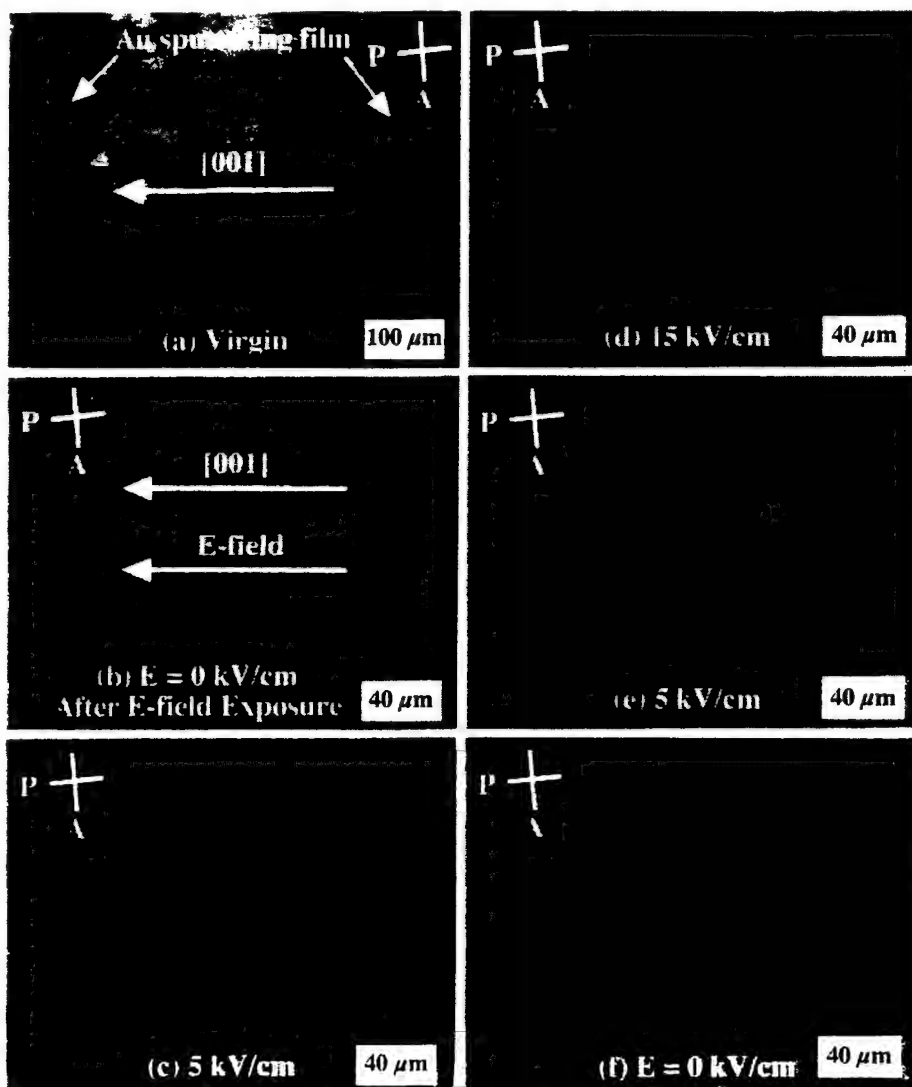 Au sputtering film
P
A
[001]
(a) Virgin
100 µm
P
A
[001]
E-field
(b) E = 0 kV/cm
After E-field Exposure
40 µm
P
A
(c) 5 kV/cm
40 µm
P
A
(d) 15 kV/cm
40 µm
P
A
(e) 5 kV/cm
40 µm
P
A
(f) E = 0 kV/cm
40 µm